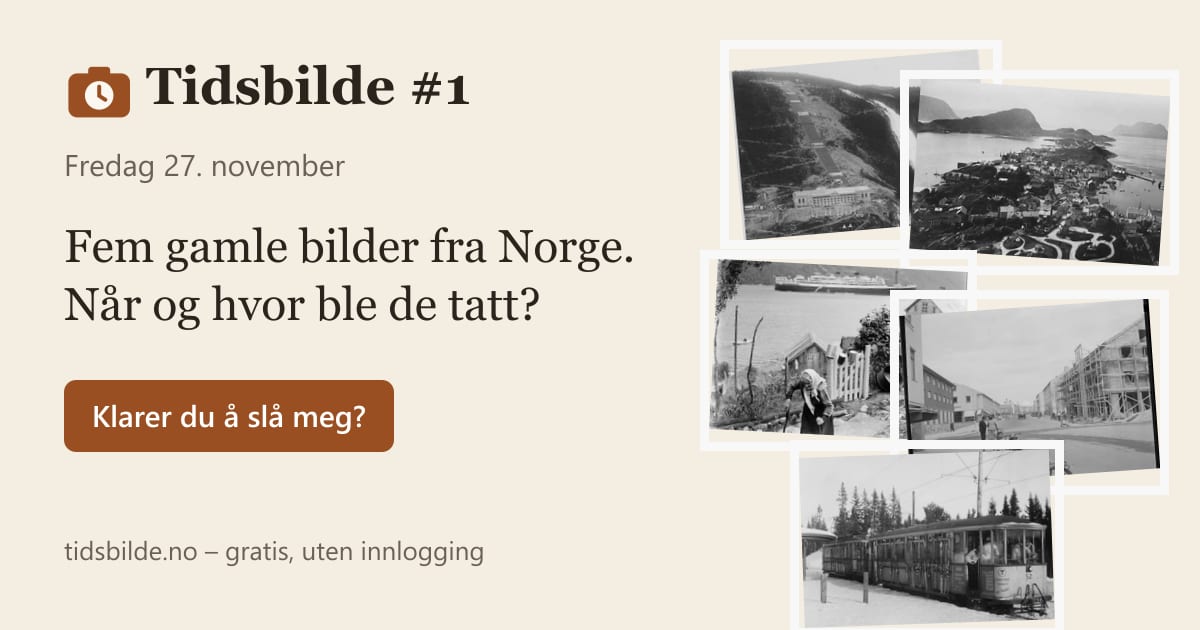 Tidsbilde #1
Fredag 27. november
Fem gamle bilder fra Norge.
Når og hvor ble de tatt?
Klarer du å slå meg?
tidsbilde.no – gratis, uten innlogging